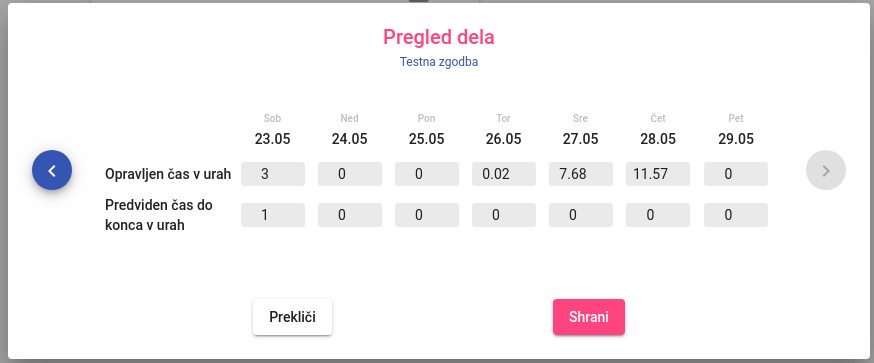 Pregled dela
Testna zgodba
Sob Ned Pon Tor Sre Čet Pet
23.05 24.05 25.05 26.05 27.05 28.05 29.05
Opravljen čas v urah 3 0 0 0.02 7.68 11.57 0
Predviden čas do
konca v urah 1 0 0 0 0 0 0
Prekliči Shrani